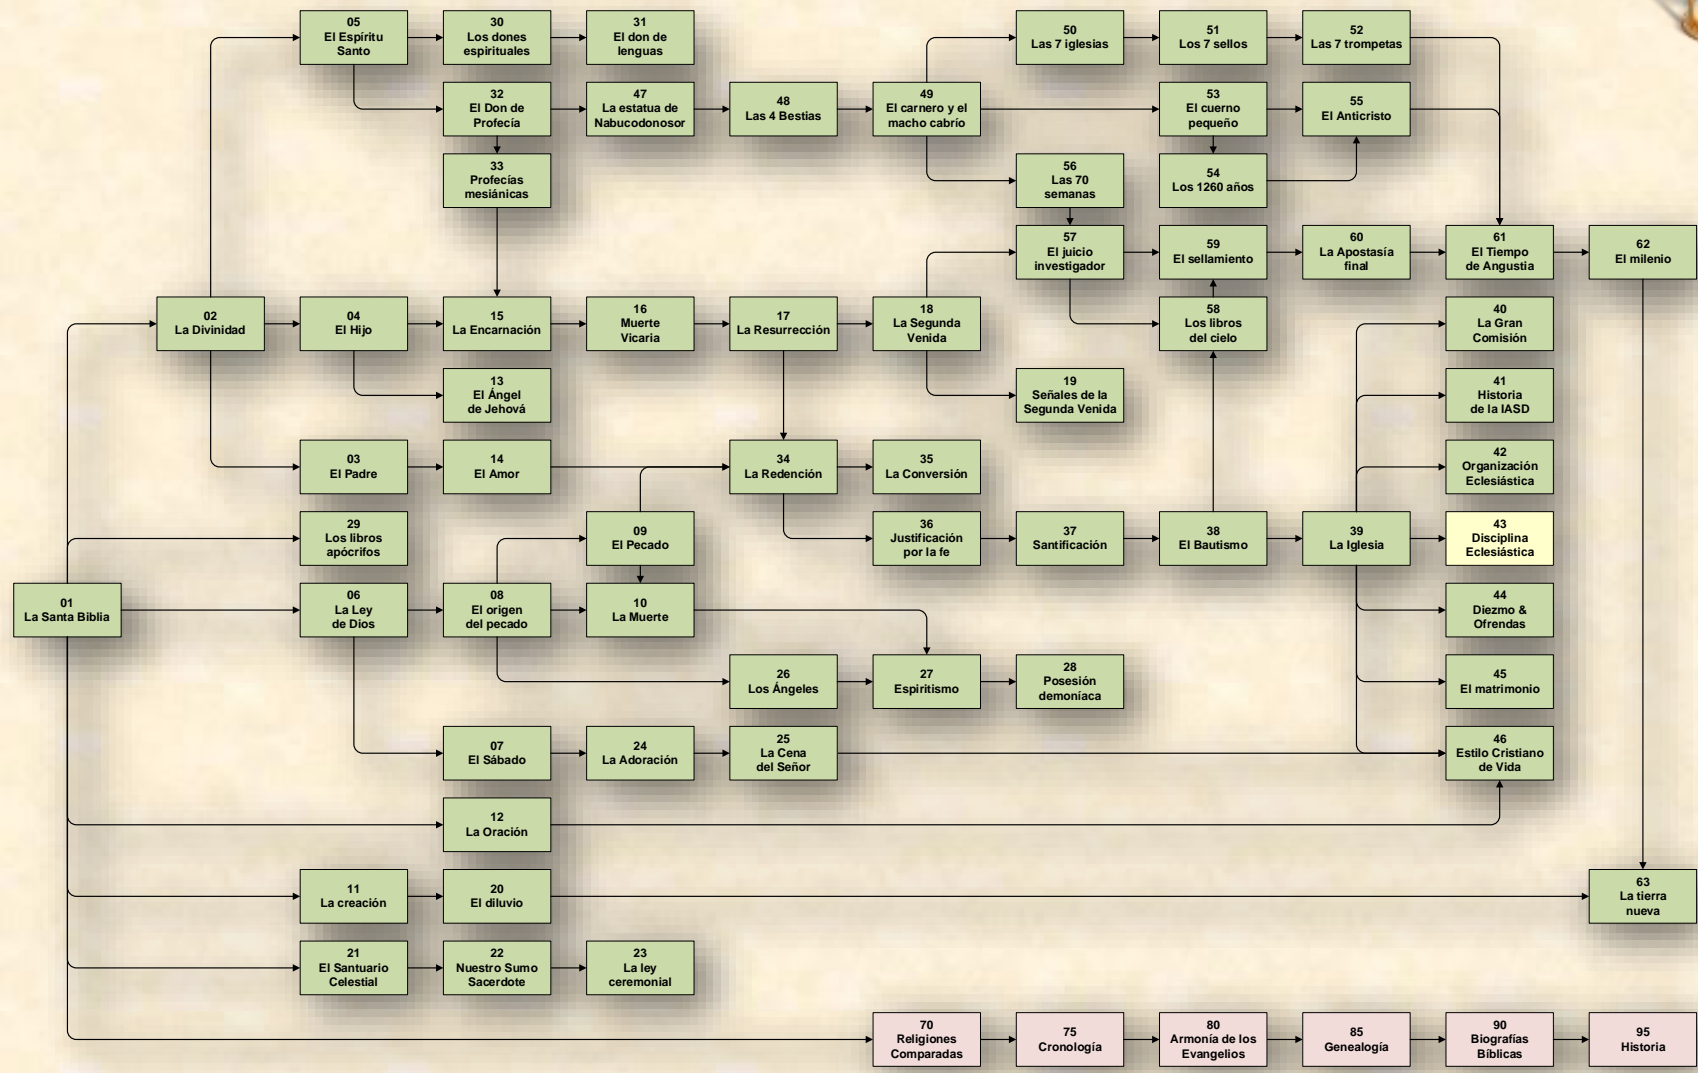 05
El Espíritu
Santo
30
Los dones
espirituales
31
El don de
lenguas
50
Las 7 iglesias
51
Los 7 sellos
52
Las 7 trompetas
32
El Don de
Profecía
47
La estatua de
Nabucodonosor
48
Las 4 Bestias
49
El carnero y el
macho cabrío
53
El cuerno
pequeño
55
El Anticristo
33
Profecías
mesiánicas
56
Las 70
semanas
54
Los 1260 años
57
El juicio
investigador
59
El sellamiento
60
La Apostasía
final
61
El Tiempo
de Angustia
62
El milenio
02
La Divinidad
04
El Hijo
15
La Encarnación
16
Muerte
Vicaria
17
La Resurrección
18
La Segunda
Venida
58
Los libros
del cielo
40
La Gran
Comisión
13
El Ángel
de Jehová
19
Señales de la
Segunda Venida
41
Historia
de la IASD
03
El Padre
14
El Amor
34
La Redención
35
La Conversión
42
Organización
Eclesiástica
29
Los libros
apócrifos
09
El Pecado
36
Justificación
por la fe
37
Santificación
38
El Bautismo
39
La Iglesia
43
Disciplina
Eclesiástica
01
La Santa Biblia
06
La Ley
de Dios
08
El origen
del pecado
10
La Muerte
44
Diezmo &
Ofrendas
26
Los Ángeles
27
Espiritismo
28
Posesión
demoníaca
45
El matrimonio
07
El Sábado
24
La Adoración
25
La Cena
del Señor
46
Estilo Cristiano
de Vida
12
La Oración
11
La creación
20
El diluvio
63
La tierra
nueva
21
El Santuario
Celestial
22
Nuestro Sumo
Sacerdote
23
La ley
ceremonial
70
Religiones
Comparadas
75
Cronología
80
Armonía de los
Evangelios
85
Genealogía
90
Biografías
Bíblicas
95
Historia